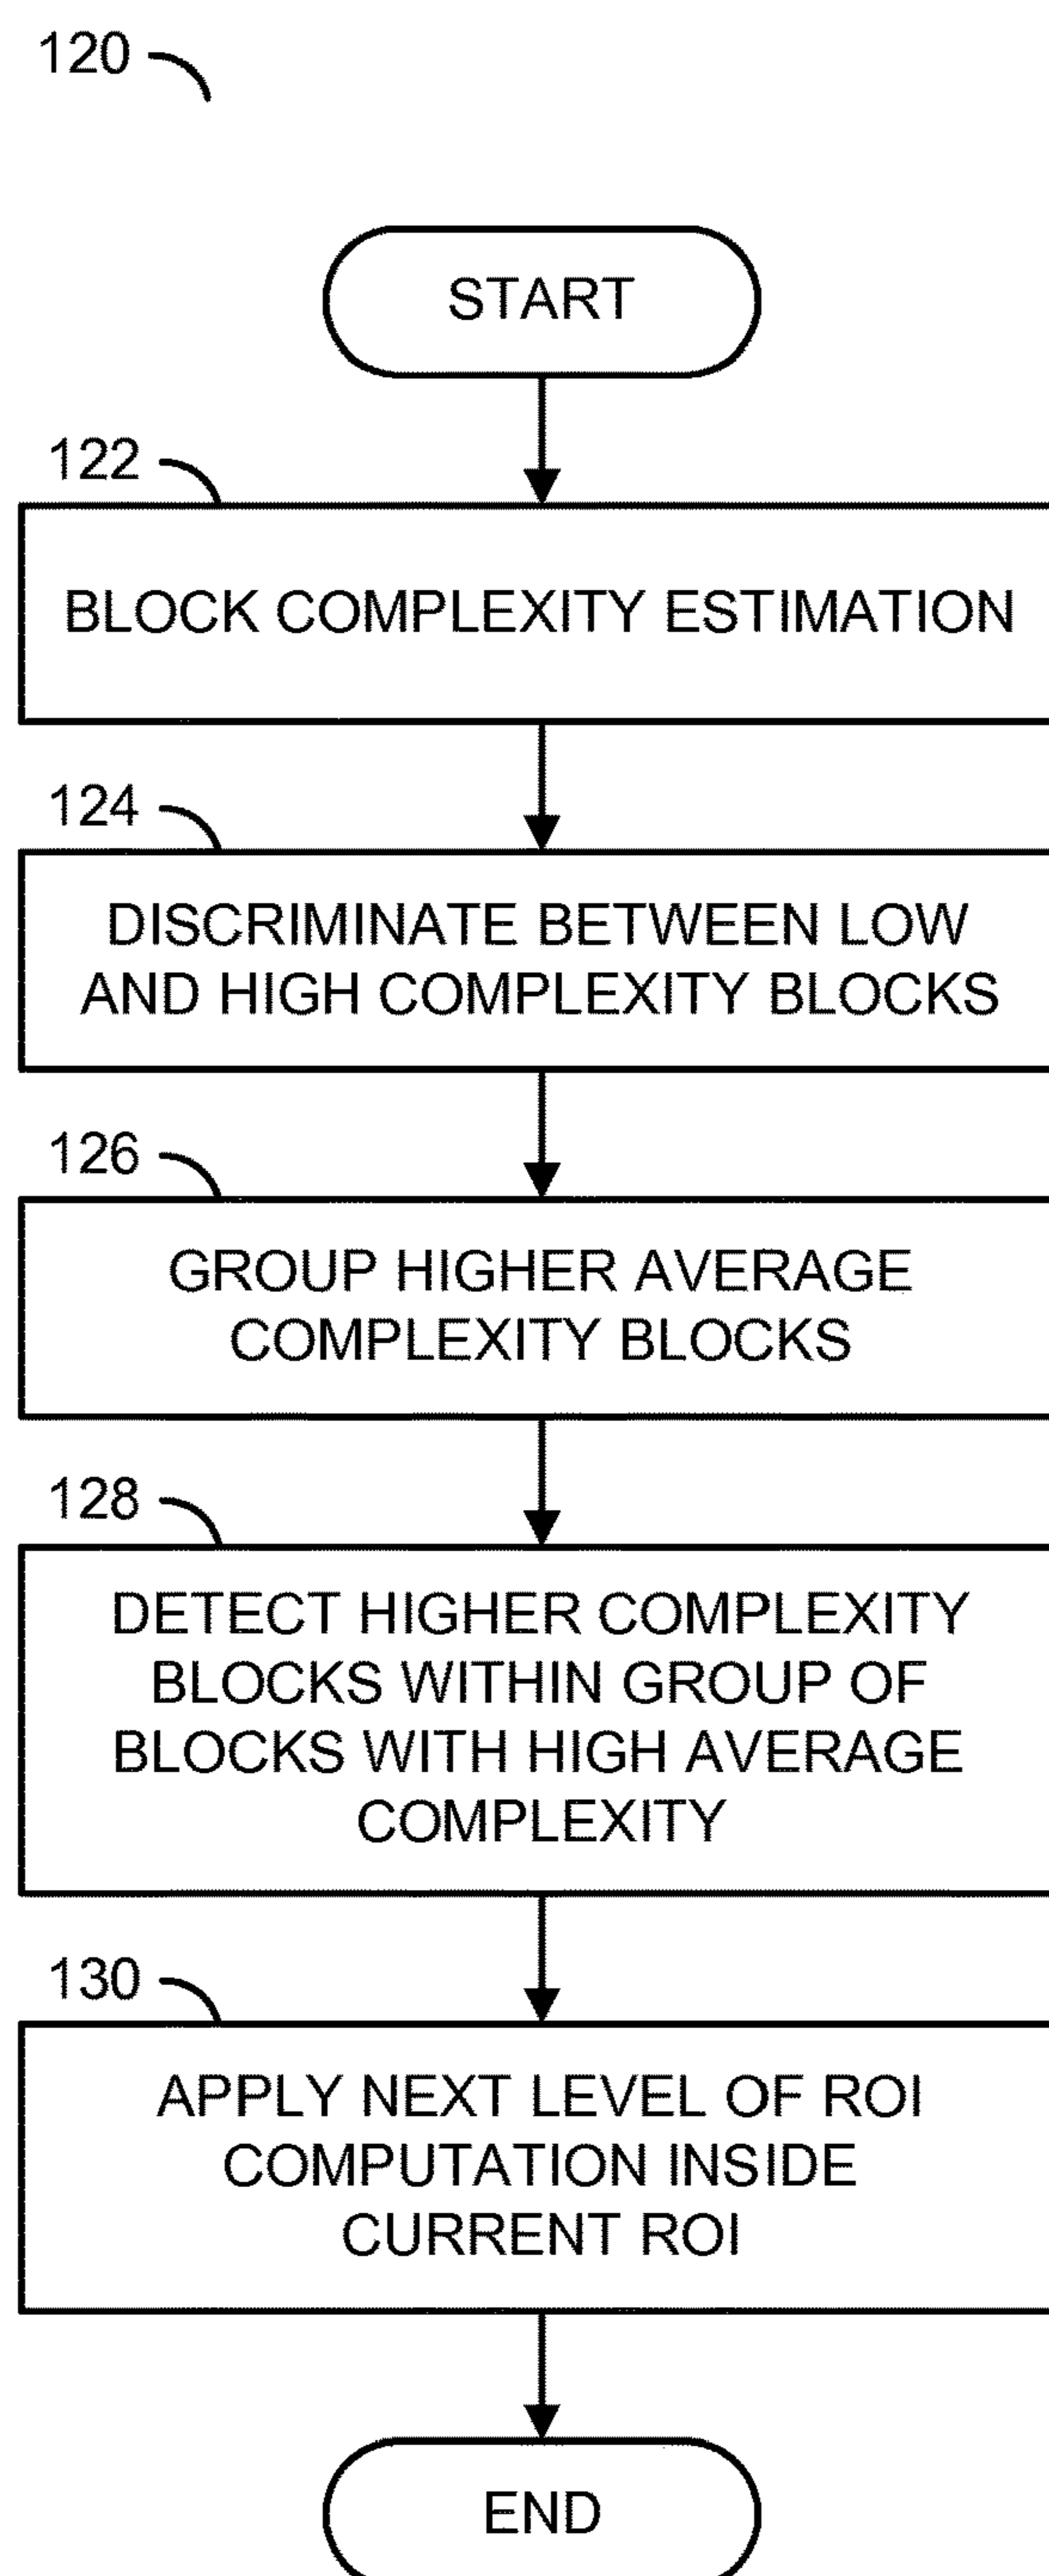 120
START
122
BLOCK COMPLEXITY ESTIMATION
124
DISCRIMINATE BETWEEN LOW
AND HIGH COMPLEXITY BLOCKS
126
GROUP HIGHER AVERAGE
COMPLEXITY BLOCKS
128
DETECT HIGHER COMPLEXITY
BLOCKS WITHIN GROUP OF
BLOCKS WITH HIGH AVERAGE
COMPLEXITY
130
APPLY NEXT LEVEL OF ROI
COMPUTATION INSIDE
CURRENT ROI
END